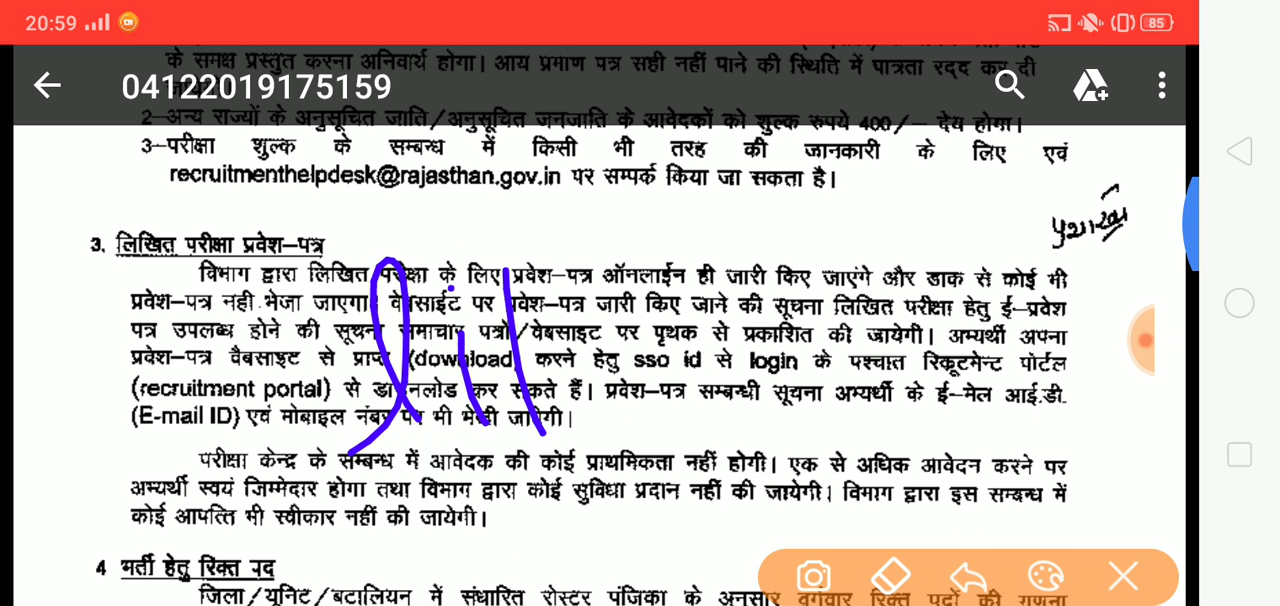 20:59
85
के समक्ष प्रस्तुत करना अनिवार्य होगा। आय प्रमाण पत्र सही नहीं पाने की स्थिति में पात्रता रद्द कर दी
04122019175159
2–अन्य राज्यों के अनुसूचित जाति/अनुसूचित जनजाति के आवेदकों को शुल्क रुपये 400/– देय होगा।
3–परीक्षा शुल्क के सम्बन्ध में किसी भी तरह की जानकारी के लिए एवं
recruitmenthelpdesk@rajasthan.gov.in पर सम्पर्क किया जा सकता है।
3. लिखित परीक्षा प्रवेश–पत्र
विभाग द्वारा लिखित परीक्षा के लिए प्रवेश–पत्र ऑनलाईन ही जारी किए जाएंगे और डाक से कोई भी
प्रवेश–पत्र नही भेजा जाएगा। वेबसाईट पर प्रवेश–पत्र जारी किए जाने की सूचना लिखित परीक्षा हेतु ई–प्रवेश
पत्र उपलब्ध होने की सूचना समाचार पत्रो/वेबसाइट पर पृथक से प्रकाशित की जायेगी। अभ्यर्थी अपना
प्रवेश–पत्र वैबसाइट से प्राप्त (download) करने हेतु sso id से login के पश्चात रिकूटमेन्ट पोर्टल
(recruitment portal) से डाउनलोड कर सकते हैं। प्रवेश–पत्र सम्बन्धी सूचना अभ्यर्थी के ई–मेल आई.डी.
(E-mail ID) एवं मोबाइल नंबर पर भी भेजी जायेगी।
परीक्षा केन्द्र के सम्बन्ध में आवेदक की कोई प्राथमिकता नहीं होगी। एक से अधिक आवेदन करने पर
अभ्यर्थी स्वयं जिम्मेदार होगा तथा विभाग द्वारा कोई सुविधा प्रदान नहीं की जायेगी। विभाग द्वारा इस सम्बन्ध में
कोई आपत्ति भी स्वीकार नहीं की जायेगी।
4 भर्ती हेतु रिक्त पद
जिला/यूनिट/बटालियन में संधारित रोस्टर पंजिका के अनुसार वर्गवार रिक्त पदों की गणना